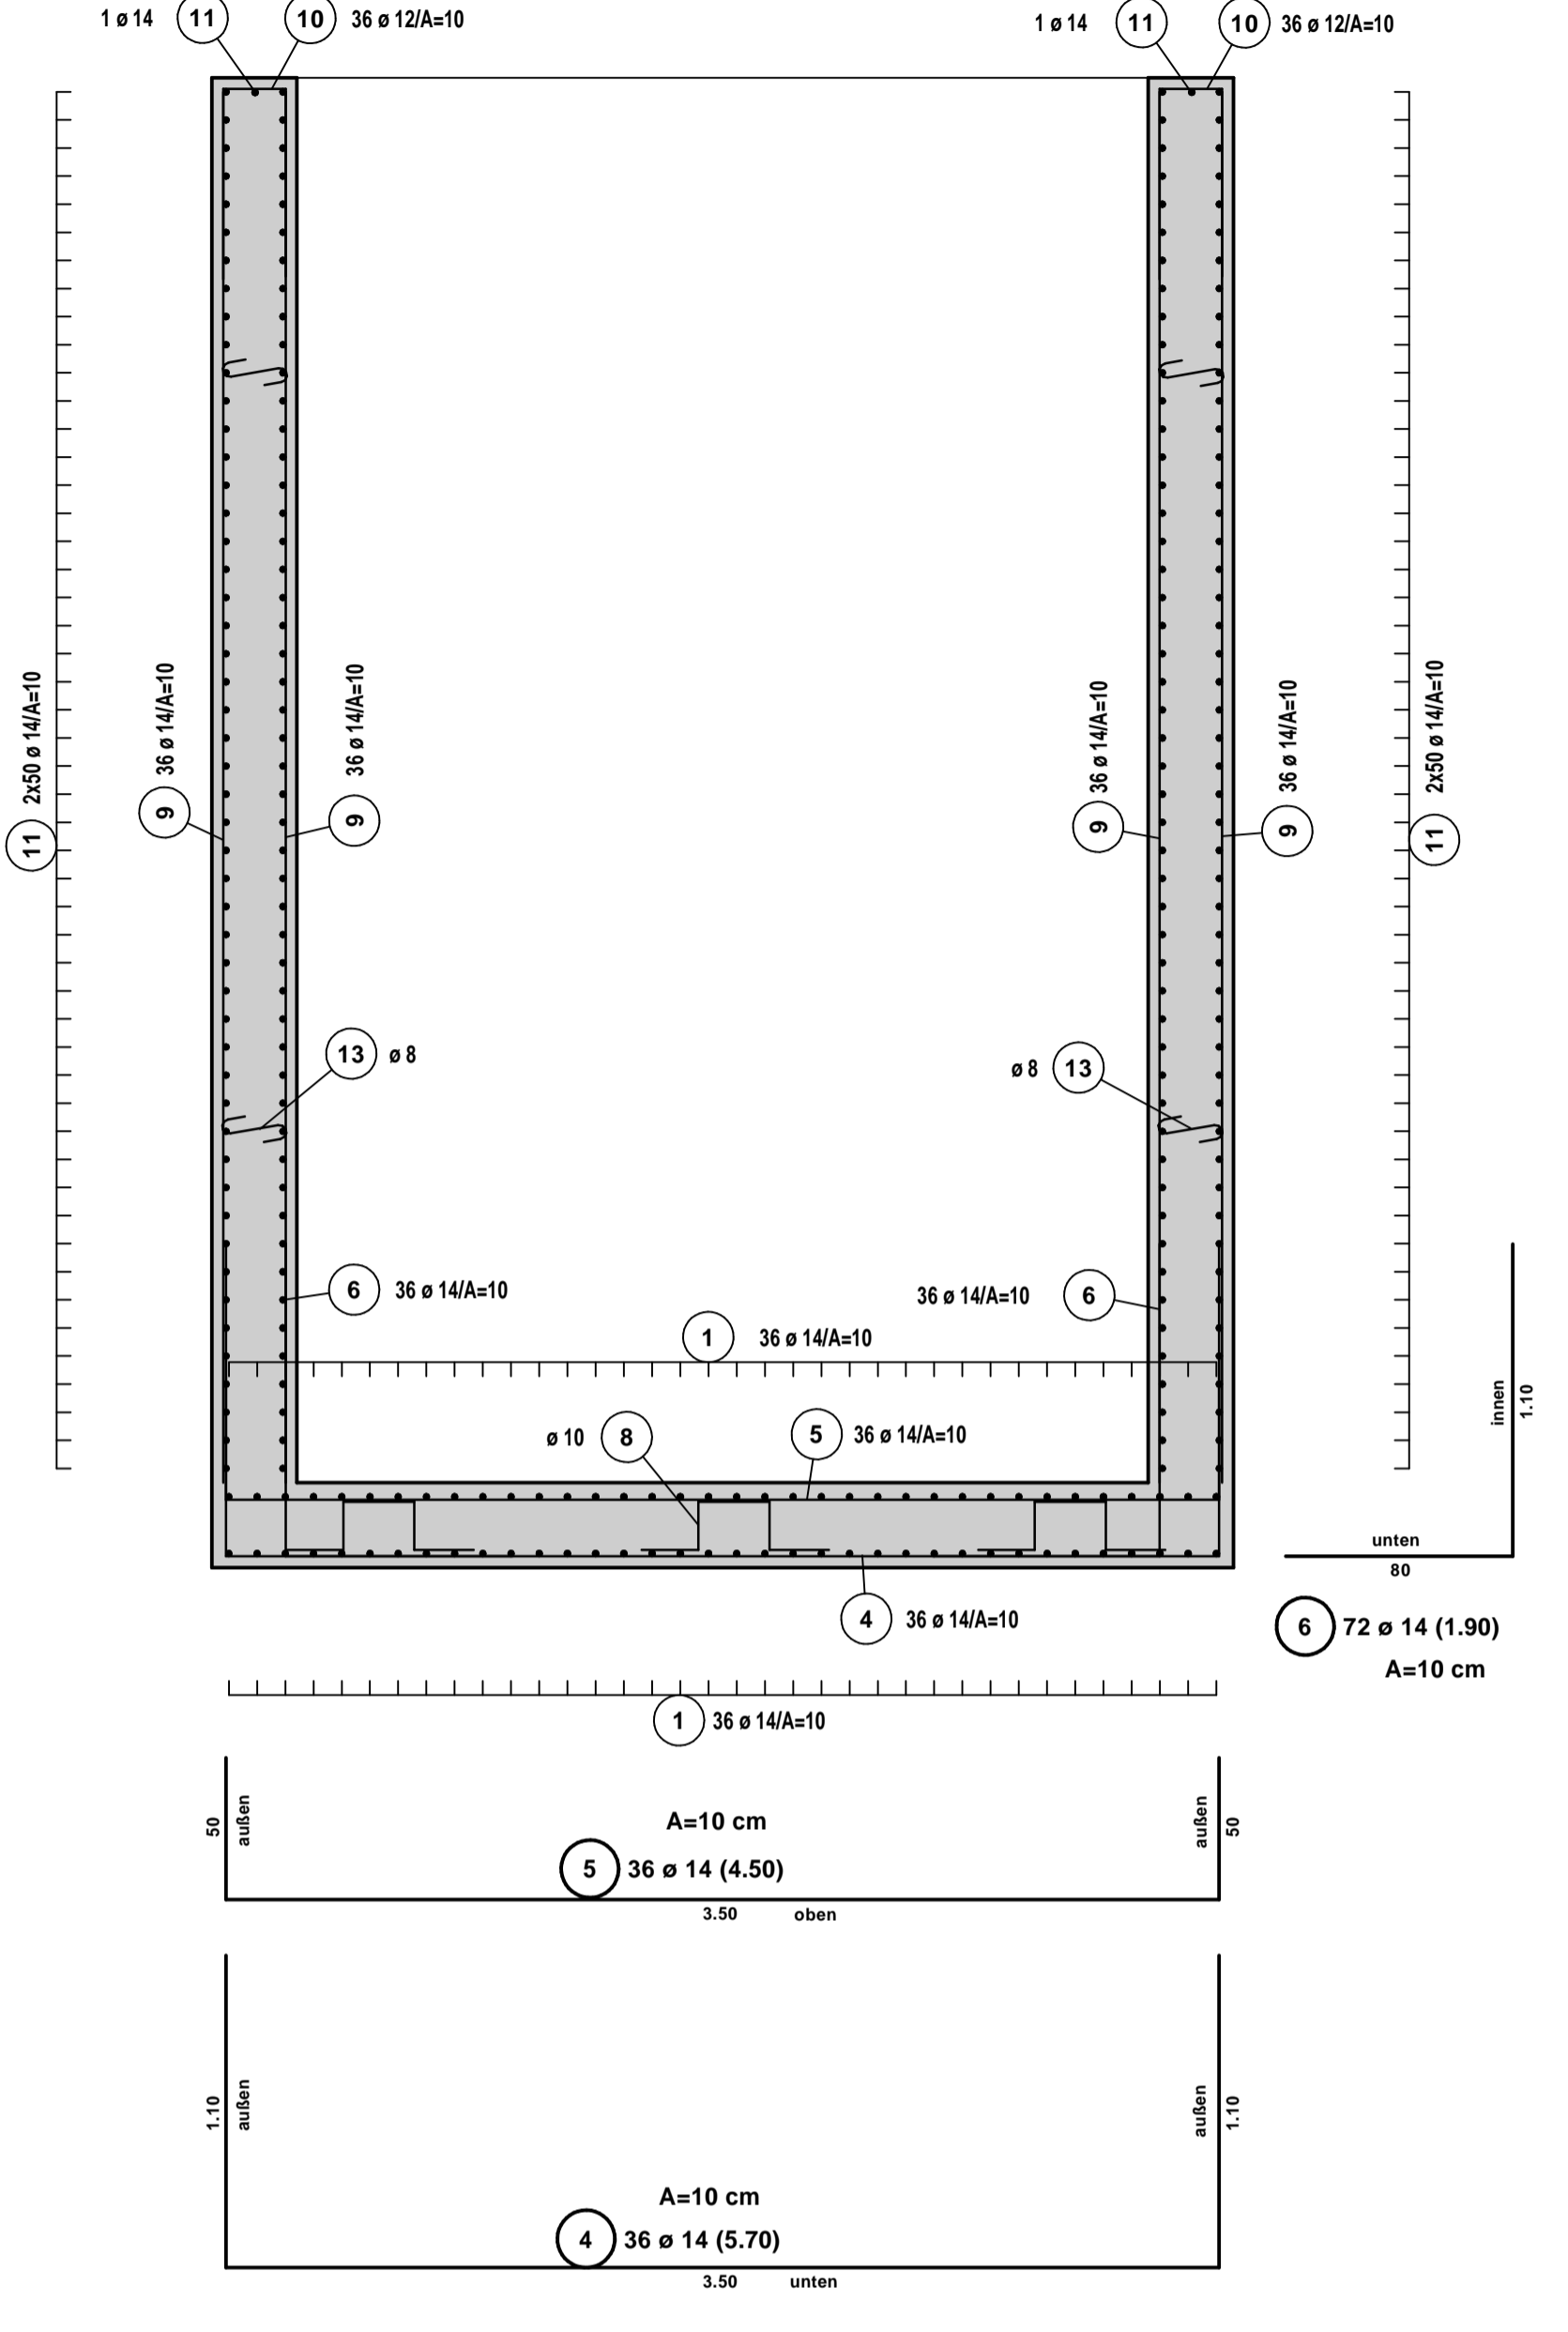 1 ø 14 11 10 36 ø 12/A=10
1 ø 14 11 10 36 ø 12/A=10
11 2x50 ø 14/A=10
9 36 ø 14/A=10
9 36 ø 14/A=10
9 36 ø 14/A=10
9 36 ø 14/A=10
11 2x50 ø 14/A=10
13 ø 8
ø 8 13
6 36 ø 14/A=10
36 ø 14/A=10 6
1 36 ø 14/A=10
ø 10 8
5 36 ø 14/A=10
innen
1.10
unten
80
4 36 ø 14/A=10
6 72 ø 14 (1.90)
A=10 cm
1 36 ø 14/A=10
50
außen
A=10 cm
5 36 ø 14 (4.50)
außen
50
3.50 oben
1.10
außen
außen
1.10
A=10 cm
4 36 ø 14 (5.70)
3.50 unten